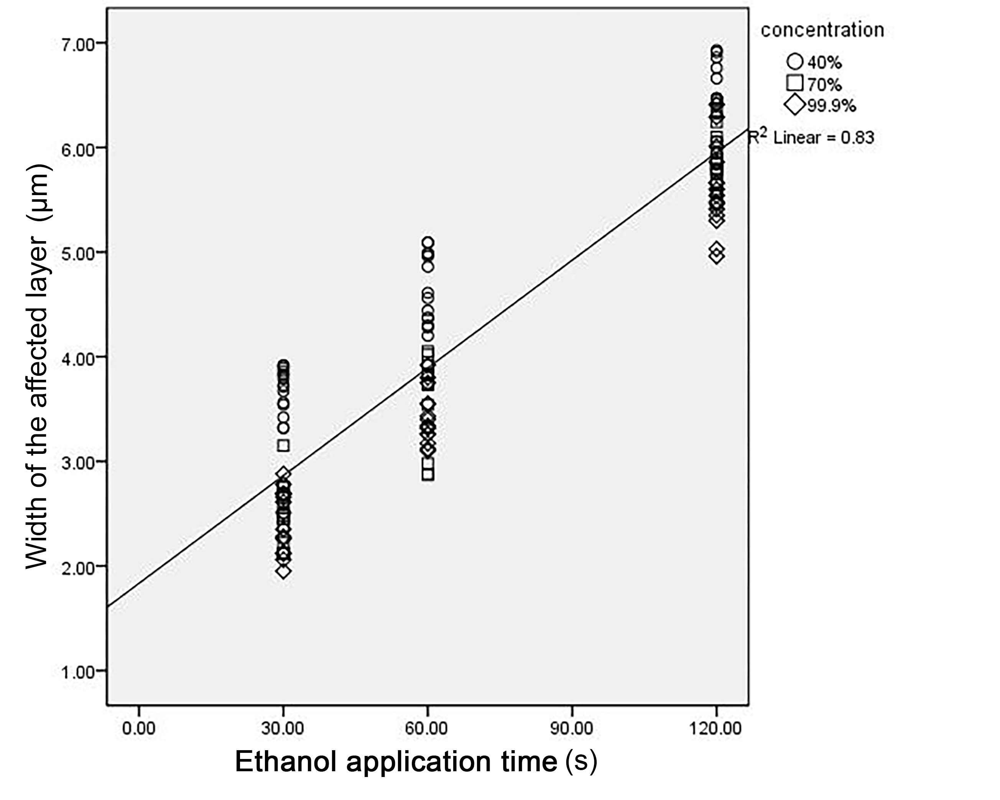 concentration
40%
70%
99.9%
R² Linear = 0.83
Width of the affected layer (µm)
7.00
6.00
5.00
4.00
3.00
2.00
1.00
0.00 30.00 60.00 90.00 120.00
Ethanol application time (s)